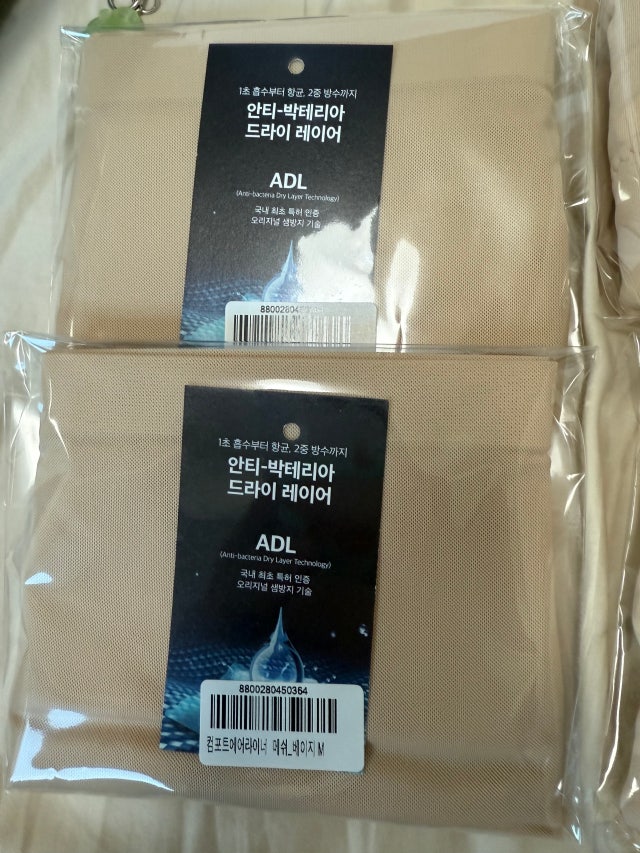 1초 흡수부터 항균, 2중 방수까지
안티-박테리아
드라이 레이어
ADL
(Anti-bacteria Dry Layer Technology)
국내 최초 특허 인증
오리지널 샘방지 기술
1초 흡수부터 항균, 2중 방수까지
안티-박테리아
드라이 레이어
ADL
(Anti-bacteria Dry Layer Technology)
국내 최초 특허 인증
오리지널 샘방지 기술
8800280450364
컴포트에어라이너 메쉬_베이지 M